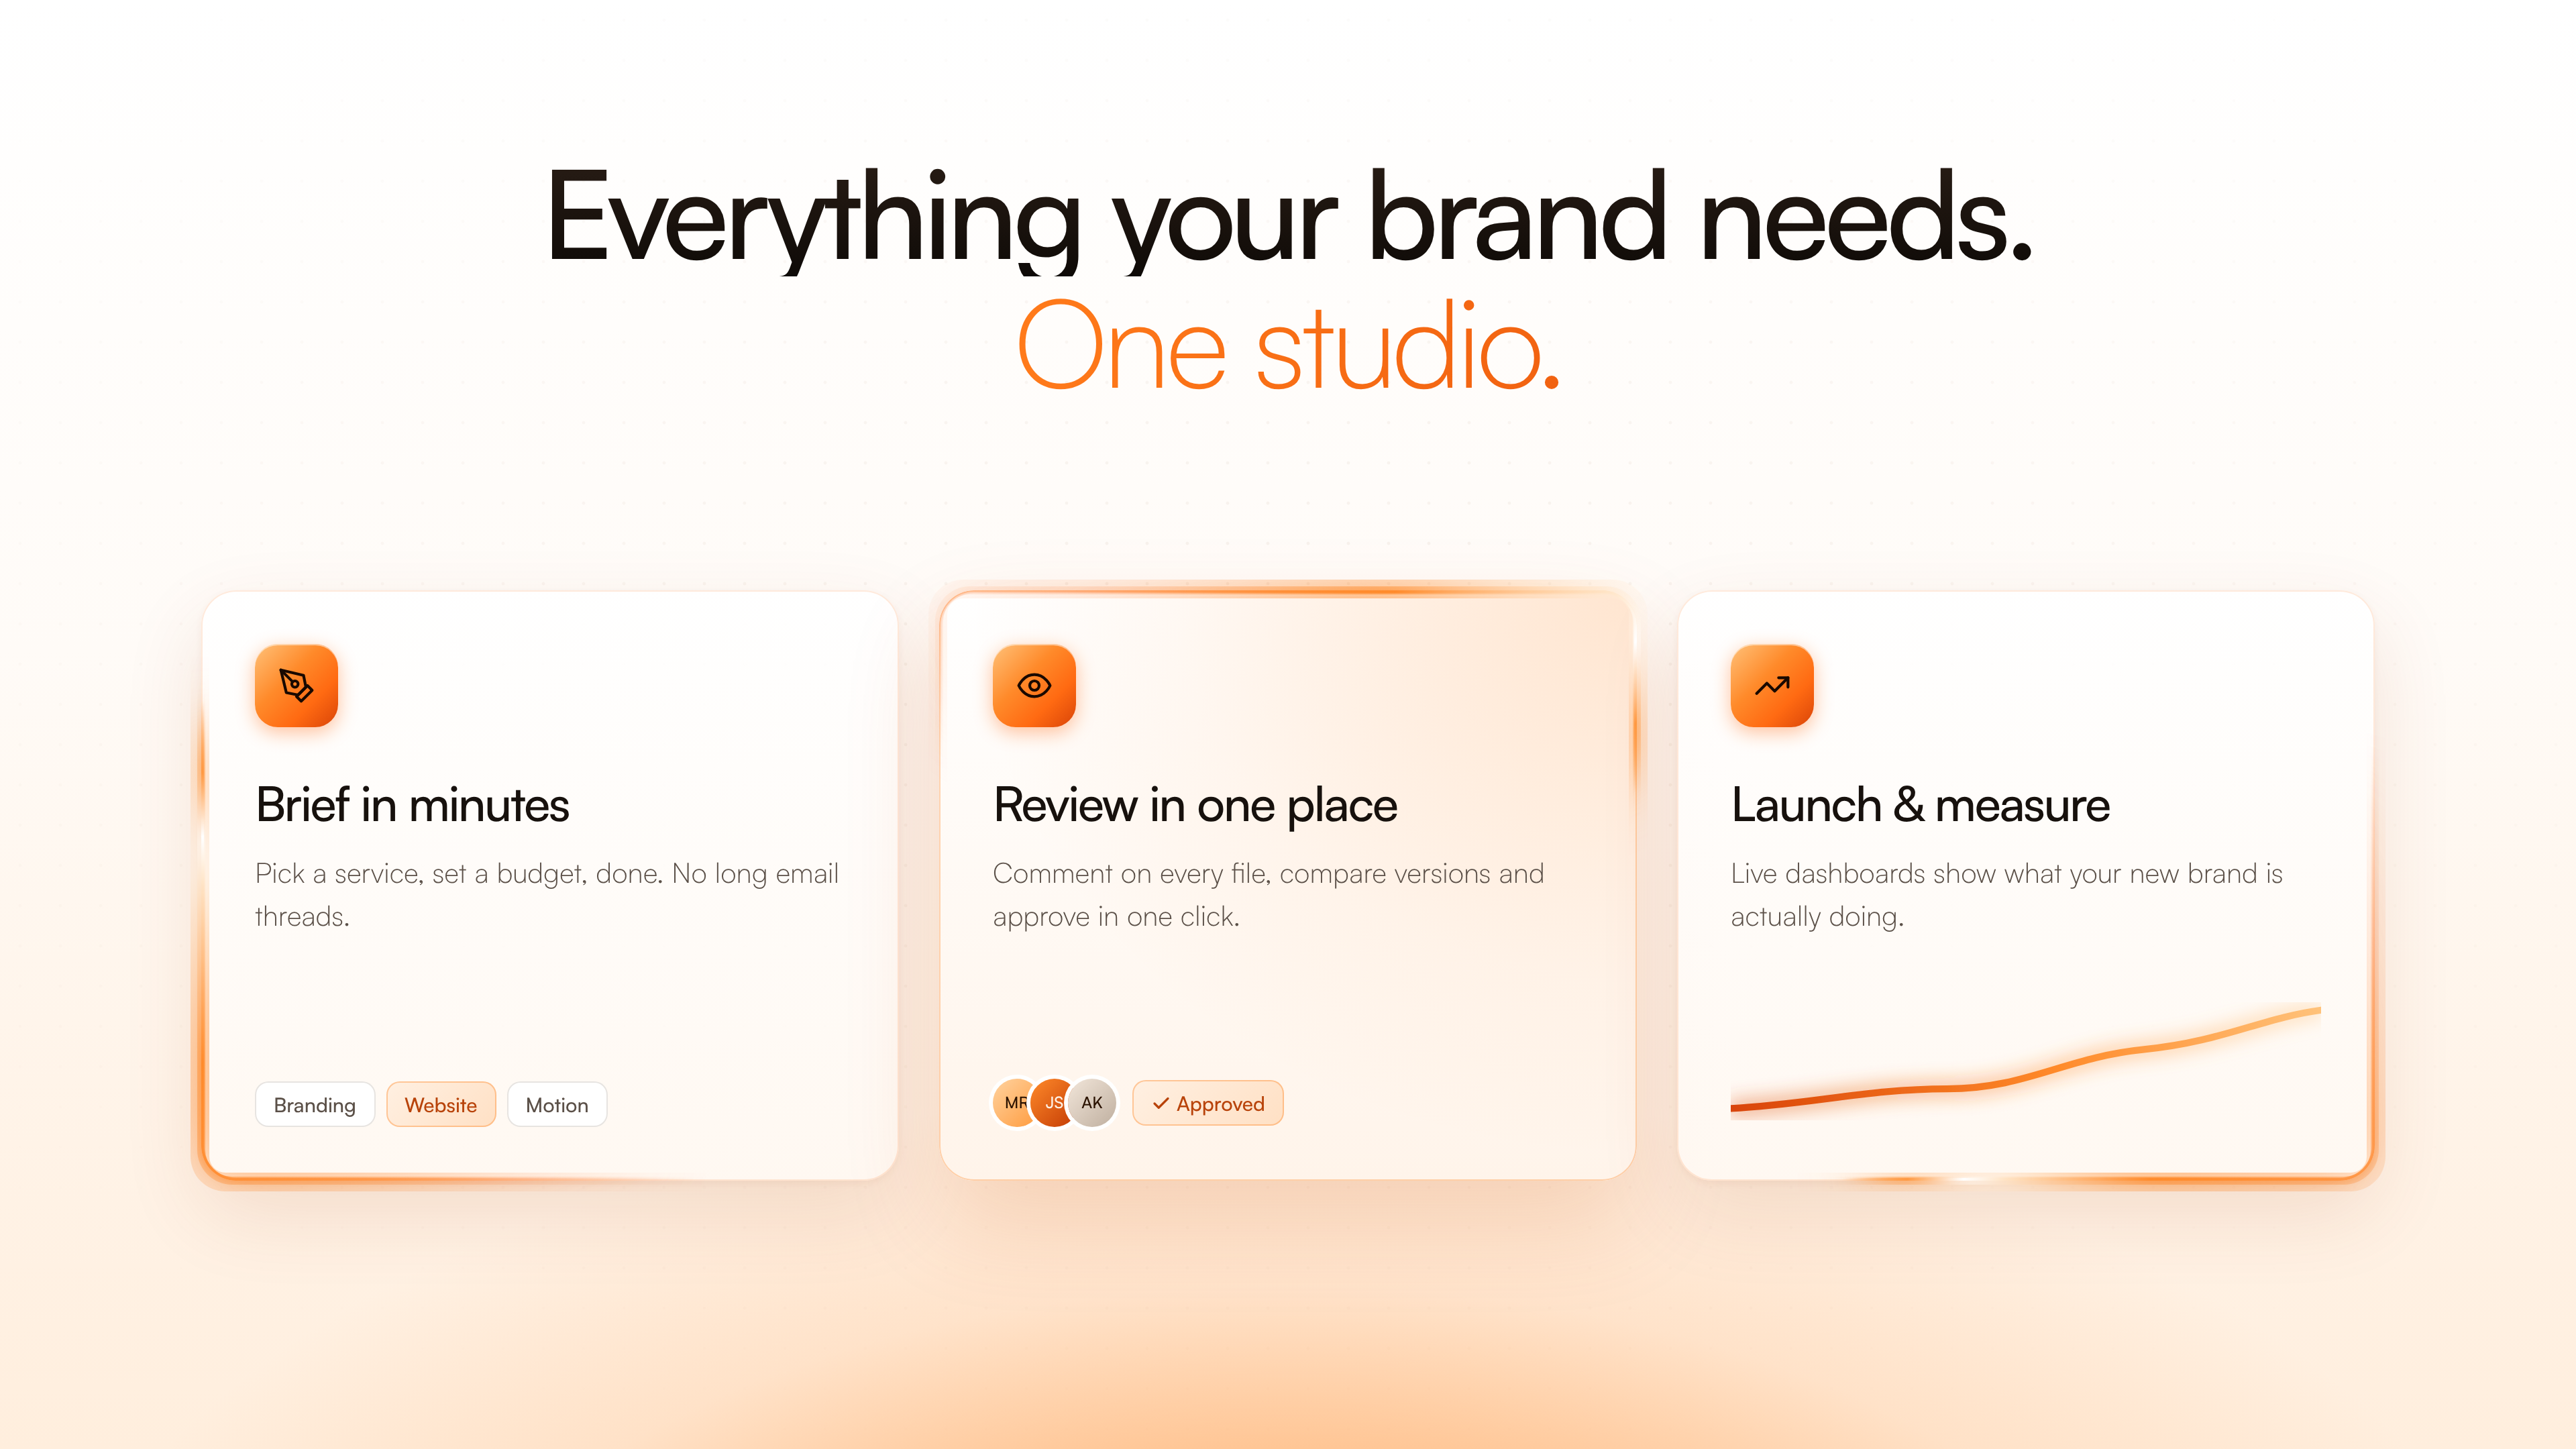 Everything your brand needs.
One studio.
Brief in minutes
Pick a service, set a budget, done. No long email
threads.
Branding
Website
Motion
Review in one place
Comment on every file, compare versions and
approve in one click.
MR
JS
AK
Approved
Launch & measure
Live dashboards show what your new brand is
actually doing.